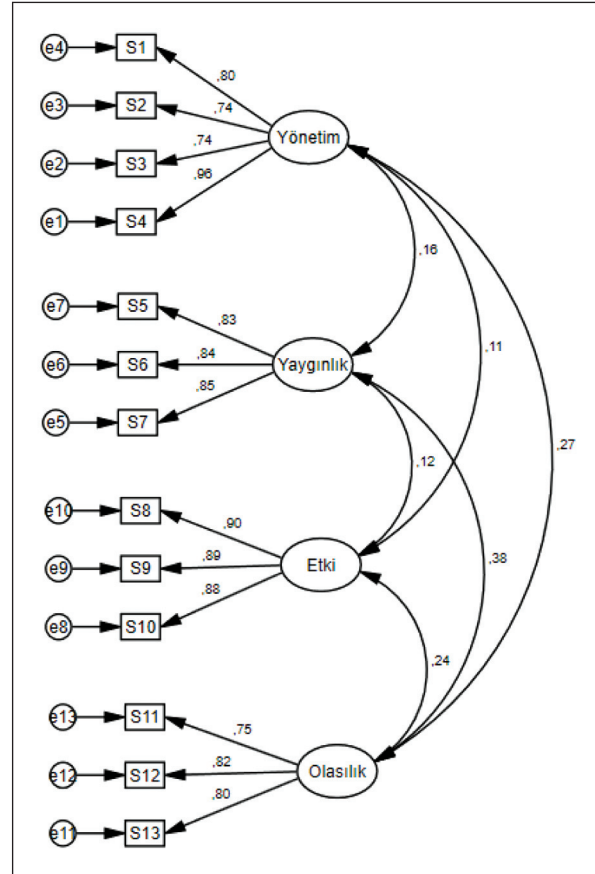 e4 S1
,80
e3 S2
,74
Yönetim
e2 S3
,74
e1 S4
,96
,16
e7 S5
,83
,11
e6 S6
,84
Yaygınlık
e5 S7
,85
,27
,12
e10 S8
,90
e9 S9
,89
Etki
,38
e8 S10
,88
,24
e13 S11
,75
e12 S12
,82
Olasılık
e11 S13
,80